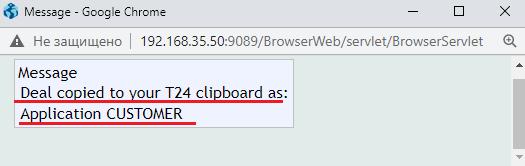 Message - Google Chrome
Не защищено 192.168.35.50:9089/BrowserWeb/servlet/BrowserServlet
Message
Deal copied to your T24 clipboard as:
Application CUSTOMER